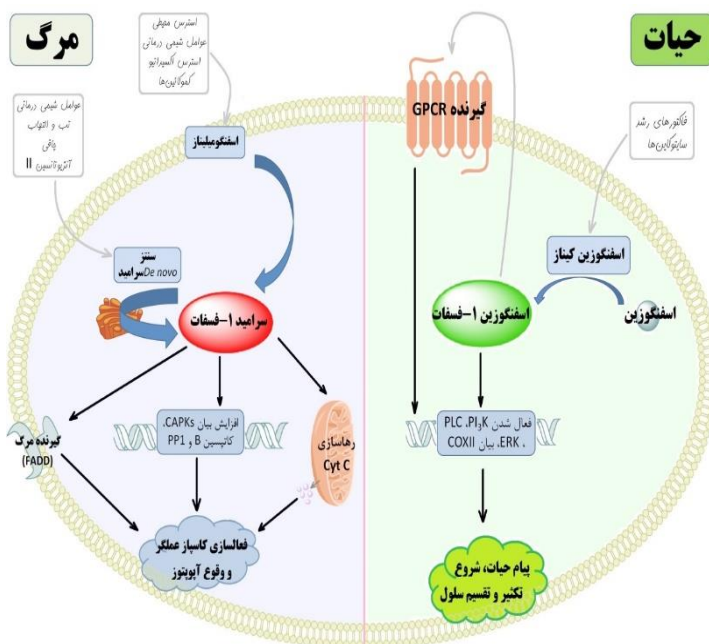 مرگ
حیات
استرس محیطی
عوامل شیمی درمانی
استرس اکسیداتیو
کموکاین‌ها
عوامل شیمی درمانی
تب و التهاب
چاقی
آنژیوتانسین II
گیرنده GPCR
فاکتورهای رشد
سایتوکاین‌ها
اسفنگومیلیناز
سنتز
De novo سرامید
اسفنگوزین کیناز
سرامید 1-فسفات
اسفنگوزین 1-فسفات
اسفنگوزین
گیرنده مرگ
(FADD)
افزایش بیان CAPKs،
کاتپسین B و PP1
رهاسازی
Cyt C
فعال شدن PLC ،PI₃K
، ERK، بیان COXII
فعالسازی کاسپاز عملگر
و وقوع آپوپتوز
پیام حیات، شروع
تکثیر و تقسیم سلول